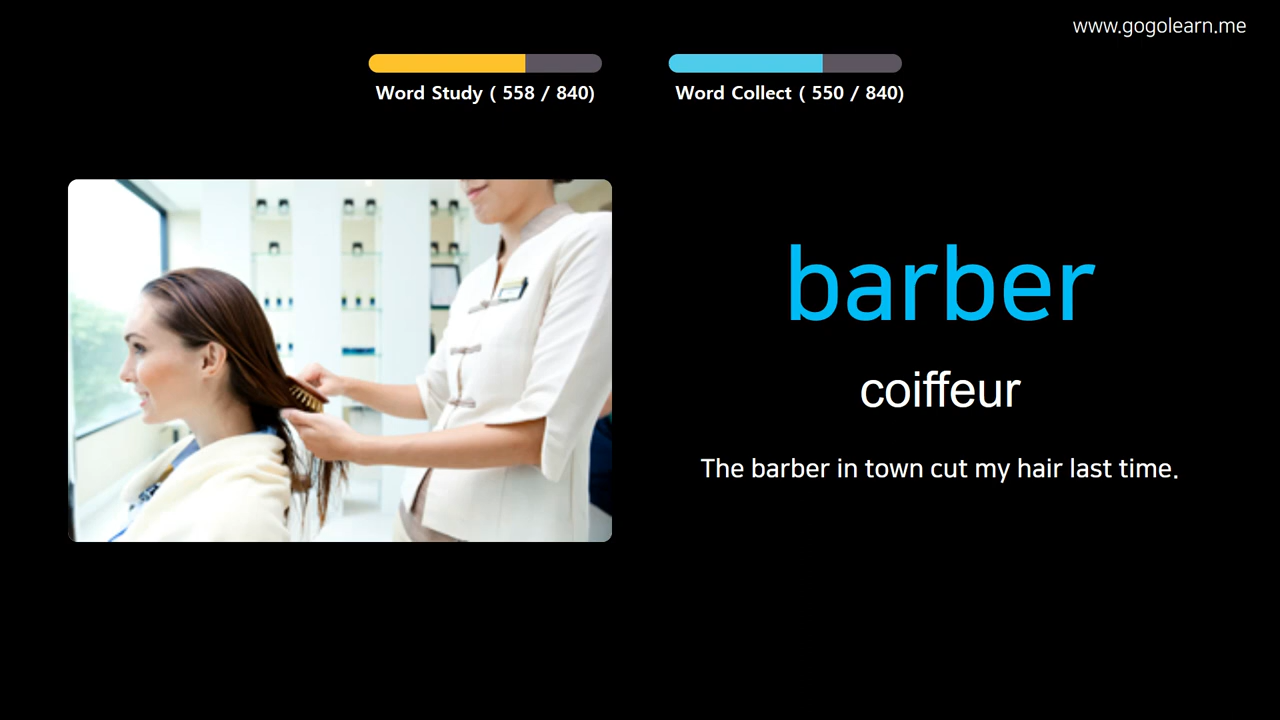 www.gogolearn.me
Word Study ( 558 / 840)
Word Collect ( 550 / 840)
barber
coiffeur
The barber in town cut my hair last time.